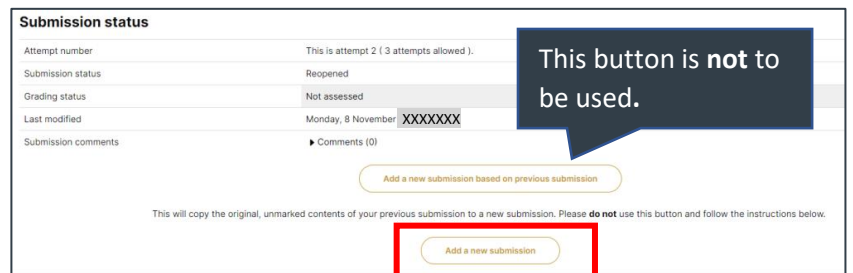 Submission status
Attempt number This is attempt 2 ( 3 attempts allowed ).
This button is not to
be used.
Submission status Reopened
Grading status Not assessed
Last modified Monday, 8 November XXXXXXX
Submission comments ▶ Comments (0)
Add a new submission based on previous submission
This will copy the original, unmarked contents of your previous submission to a new submission. Please do not use this button and follow the instructions below.
Add a new submission